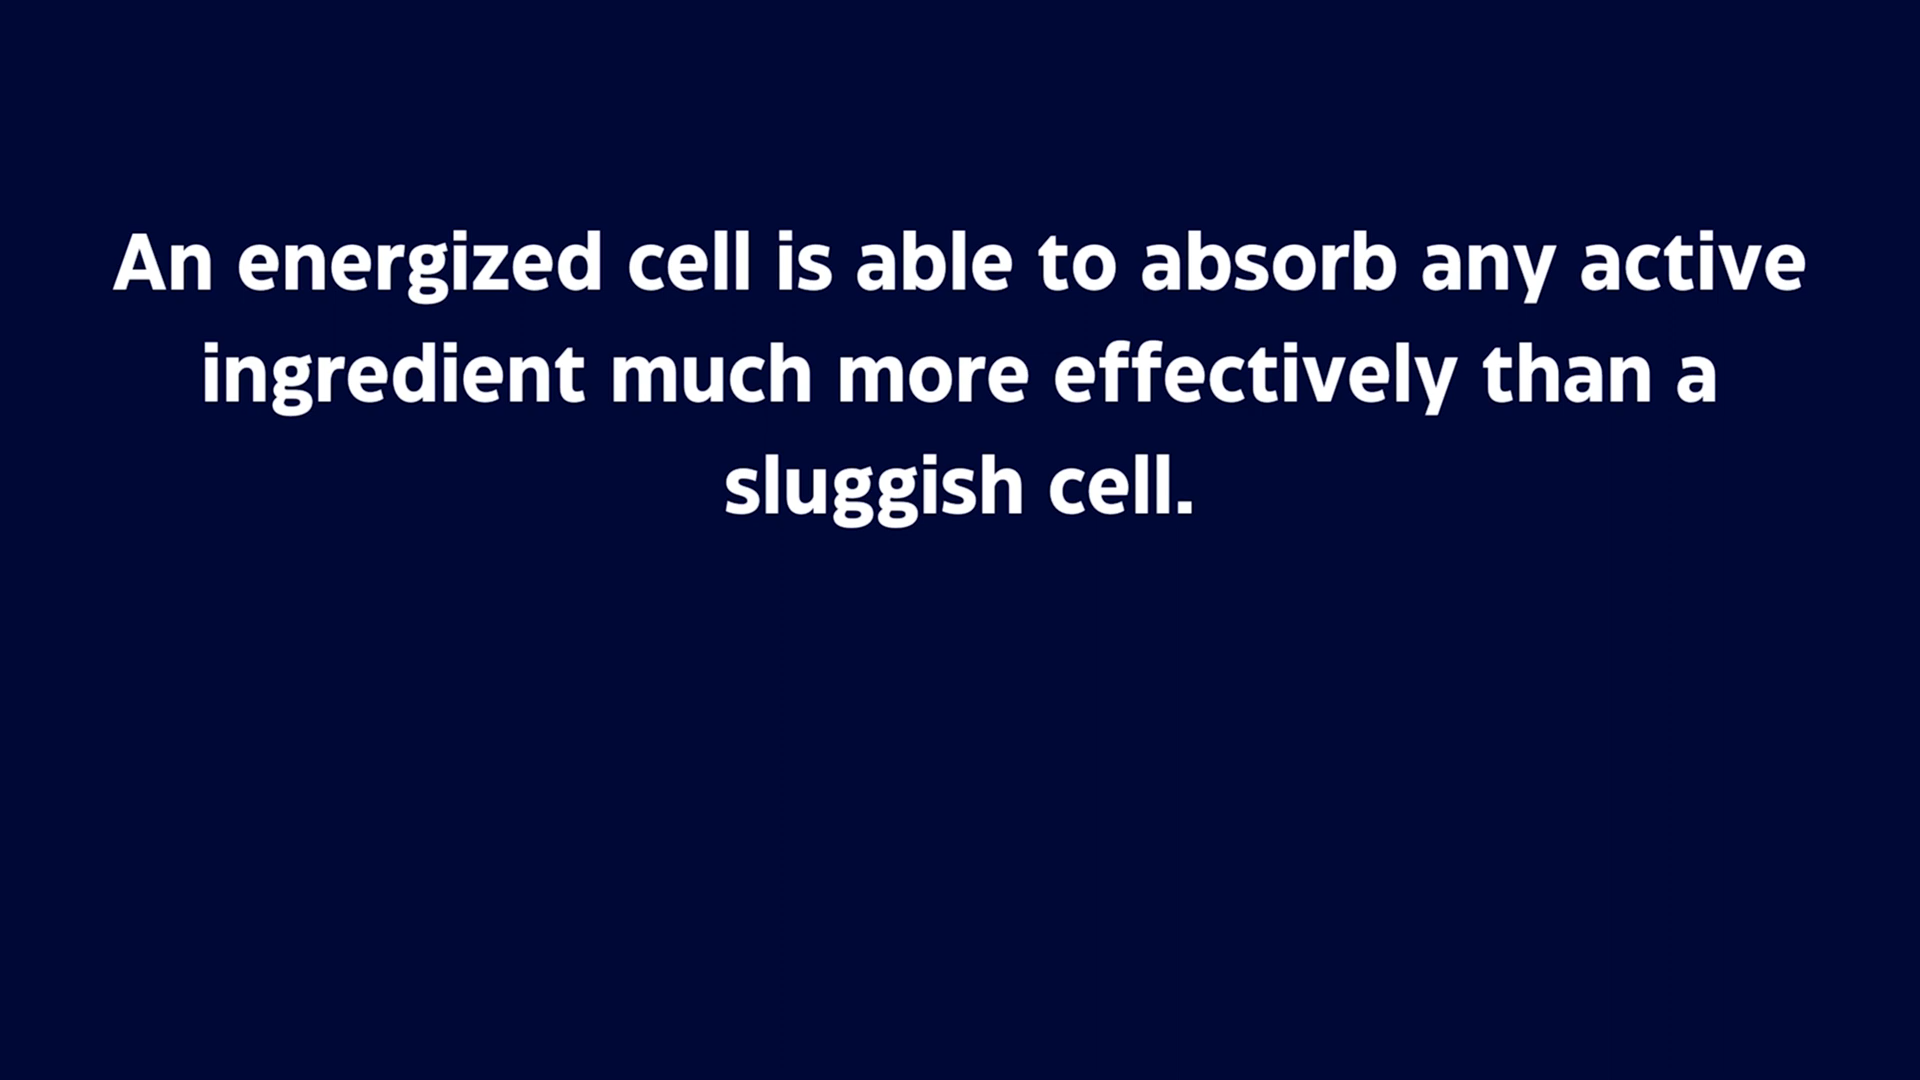 An energized cell is able to absorb any active
ingredient much more effectively than a
sluggish cell.